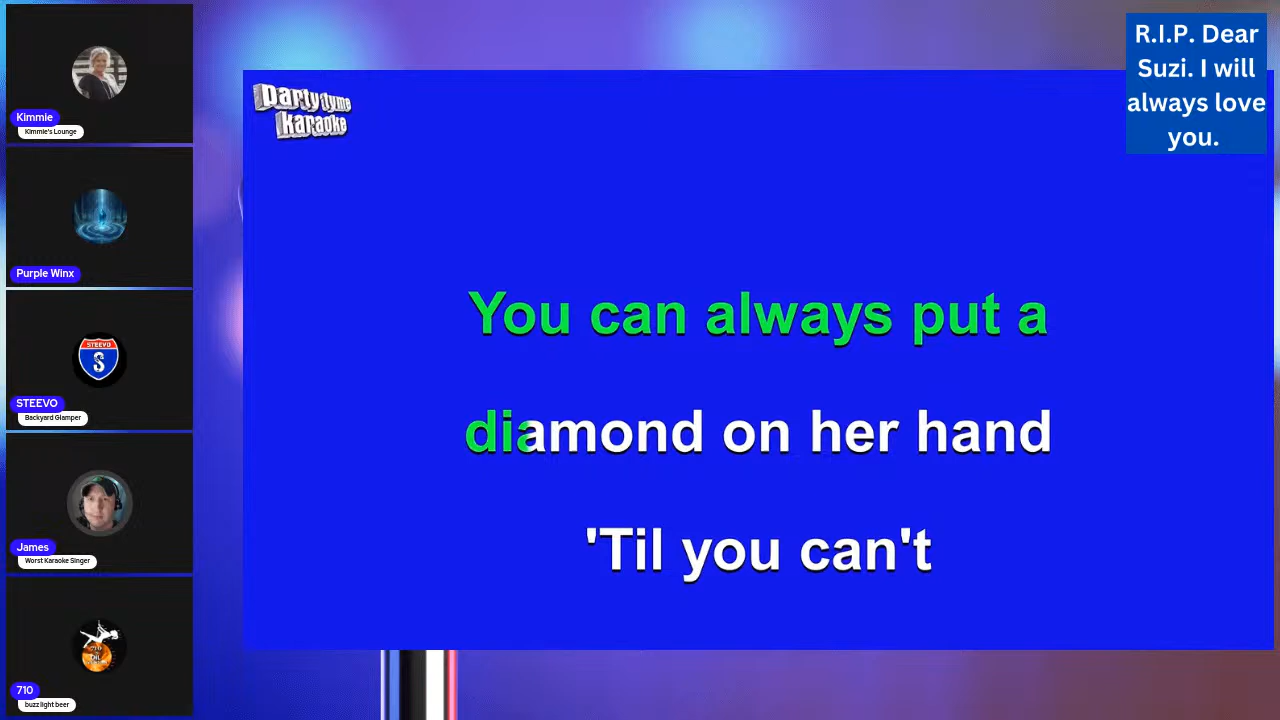 Kimmie
Kimmie's Lounge
Purple Winx
STEEVO
S
STEEVO
Backyard Glamper
James
Worst Karaoke Singer
710
buzz light beer
party tyme
karaoke
You can always put a
diamond on her hand
'Til you can't
R.I.P. Dear
Suzi. I will
always love
you.